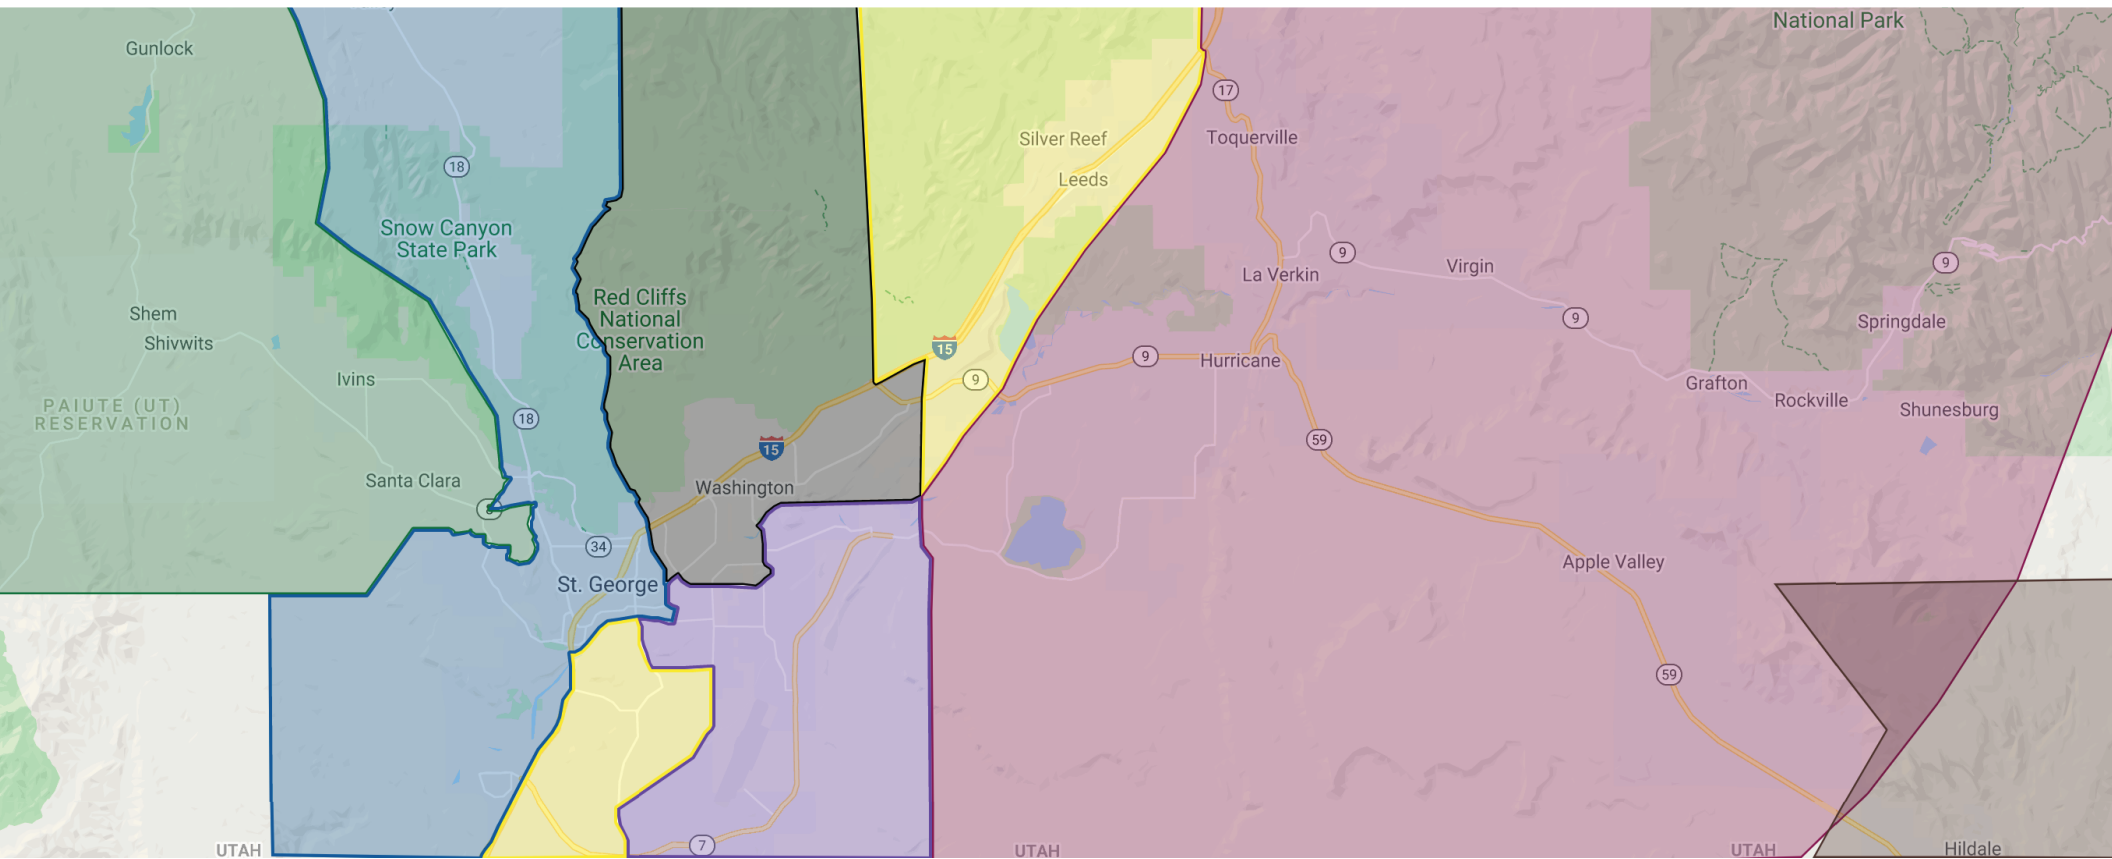 National Park
Gunlock
17
Silver Reef
Toquerville
18
Leeds
Snow Canyon
State Park
9
La Verkin
Virgin
9
Red Cliffs
National
Conservation
Area
Shem
Shivwits
9
Springdale
15
9
Hurricane
Ivins
9
Grafton
Rockville
Shunesburg
PAIUTE (UT)
RESERVATION
18
59
15
Santa Clara
Washington
8
34
St. George
Apple Valley
59
7
UTAH
UTAH
UTAH
Hildale